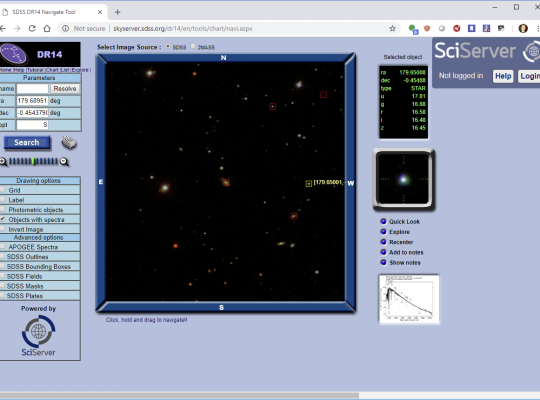 SDSS DR14 Navigate Tool
Not secure | skyserver.sdss.org/dr14/en/tools/chart/navi.aspx
DR14
Home |Help |Tutorial |Chart |List |Explore |
Parameters
name
Resolve
ra 179.68951 deg
dec -0.4543790 deg
opt S
Search
Drawing options
Grid
Label
Photometric objects
Objects with spectra
Invert Image
Advanced options
APOGEE Spectra
SDSS Outlines
SDSS Bounding Boxes
SDSS Fields
SDSS Masks
SDSS Plates
Powered by
SciServer
Select Image Source : SDSS 2MASS
N
E
W
S
[179.65001,
Click, hold and drag to navigate!!
Selected object
ra 179.65008
dec -0.45488
type STAR
u 17.81
g 16.88
r 16.58
i 16.48
z 16.45
Quick Look
Explore
Recenter
Add to notes
Show notes
SciServer
Not logged in Help Login